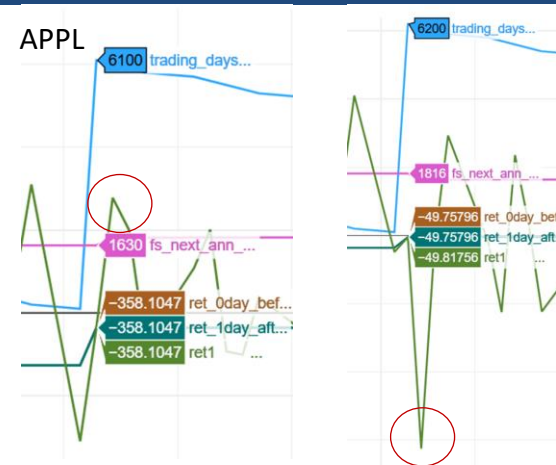 APPL
6100 trading_days...
1630 fs_next_ann_...
−358.1047 ret_0day_bef...
−358.1047 ret_1day_aft...
−358.1047 ret1 ...
6200 trading_days...
1816 fs_next_ann_...
−49.75796 ret_0day_bef
−49.75796 ret_1day_aft
−49.81756 ret1 ...